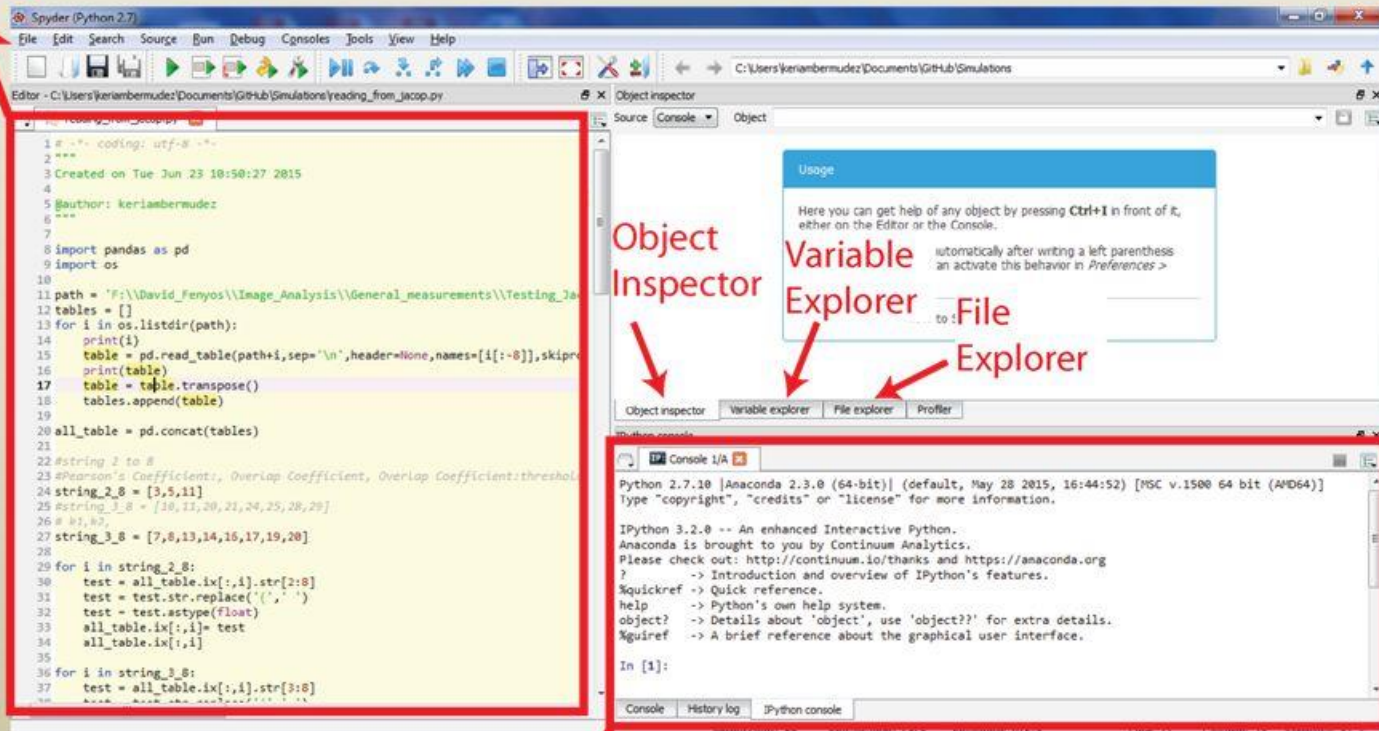 Spyder (Python 2.7)
File Edit Search Source Run Debug Consoles Tools View Help
C:\Users\keriambermudez\Documents\GitHub\Simulations
Editor - C:\Users\keriambermudez\Documents\GitHub\Simulations\reading_from_jacop.py
reading_from_jacop.py
1 # -*- coding: utf-8 -*-
2 """
3 Created on Tue Jun 23 10:50:27 2015
4
5 @author: keriambermudez
6 """
7
8 import pandas as pd
9 import os
10
11 path = 'F:\\David_Fenyos\\Image_Analysis\\General_measurements\\Testing_Ja
12 tables = []
13 for i in os.listdir(path):
14 print(i)
15 table = pd.read_table(path+i,sep='\n',header=None,names=[i[:-8]],skipro
16 print(table)
17 table = table.transpose()
18 tables.append(table)
19
20 all_table = pd.concat(tables)
21
22 #string 2 to 8
23 #Pearson's Coefficient:, Overlap Coefficient, Overlap Coefficient:threshol
24 string_2_8 = [3,5,11]
25 #string_3_8 = [10,11,20,21,24,25,28,29]
26 # k1,k2,
27 string_3_8 = [7,8,13,14,16,17,19,20]
28
29 for i in string_2_8:
30 test = all_table.ix[:,i].str[2:8]
31 test = test.str.replace('(',' ')
32 test = test.astype(float)
33 all_table.ix[:,i]= test
34 all_table.ix[:,i]
35
36 for i in string_3_8:
37 test = all_table.ix[:,i].str[3:8]
Object inspector
Source Console Object
Usage
Here you can get help of any object by pressing Ctrl+I in front of it,
either on the Editor or the Console.
utomatically after writing a left parenthesis
an activate this behavior in Preferences >
to
Object
Inspector
Variable
Explorer
File
Explorer
Object inspector Variable explorer File explorer Profiler
IPython console
Console 1/A
Python 2.7.10 |Anaconda 2.3.0 (64-bit)| (default, May 28 2015, 16:44:52) [MSC v.1500 64 bit (AMD64)]
Type "copyright", "credits" or "license" for more information.
IPython 3.2.0 -- An enhanced Interactive Python.
Anaconda is brought to you by Continuum Analytics.
Please check out: http://continuum.io/thanks and https://anaconda.org
? -> Introduction and overview of IPython's features.
%quickref -> Quick reference.
help -> Python's own help system.
object? -> Details about 'object', use 'object??' for extra details.
%guiref -> A brief reference about the graphical user interface.
In [1]:
Console History log IPython console